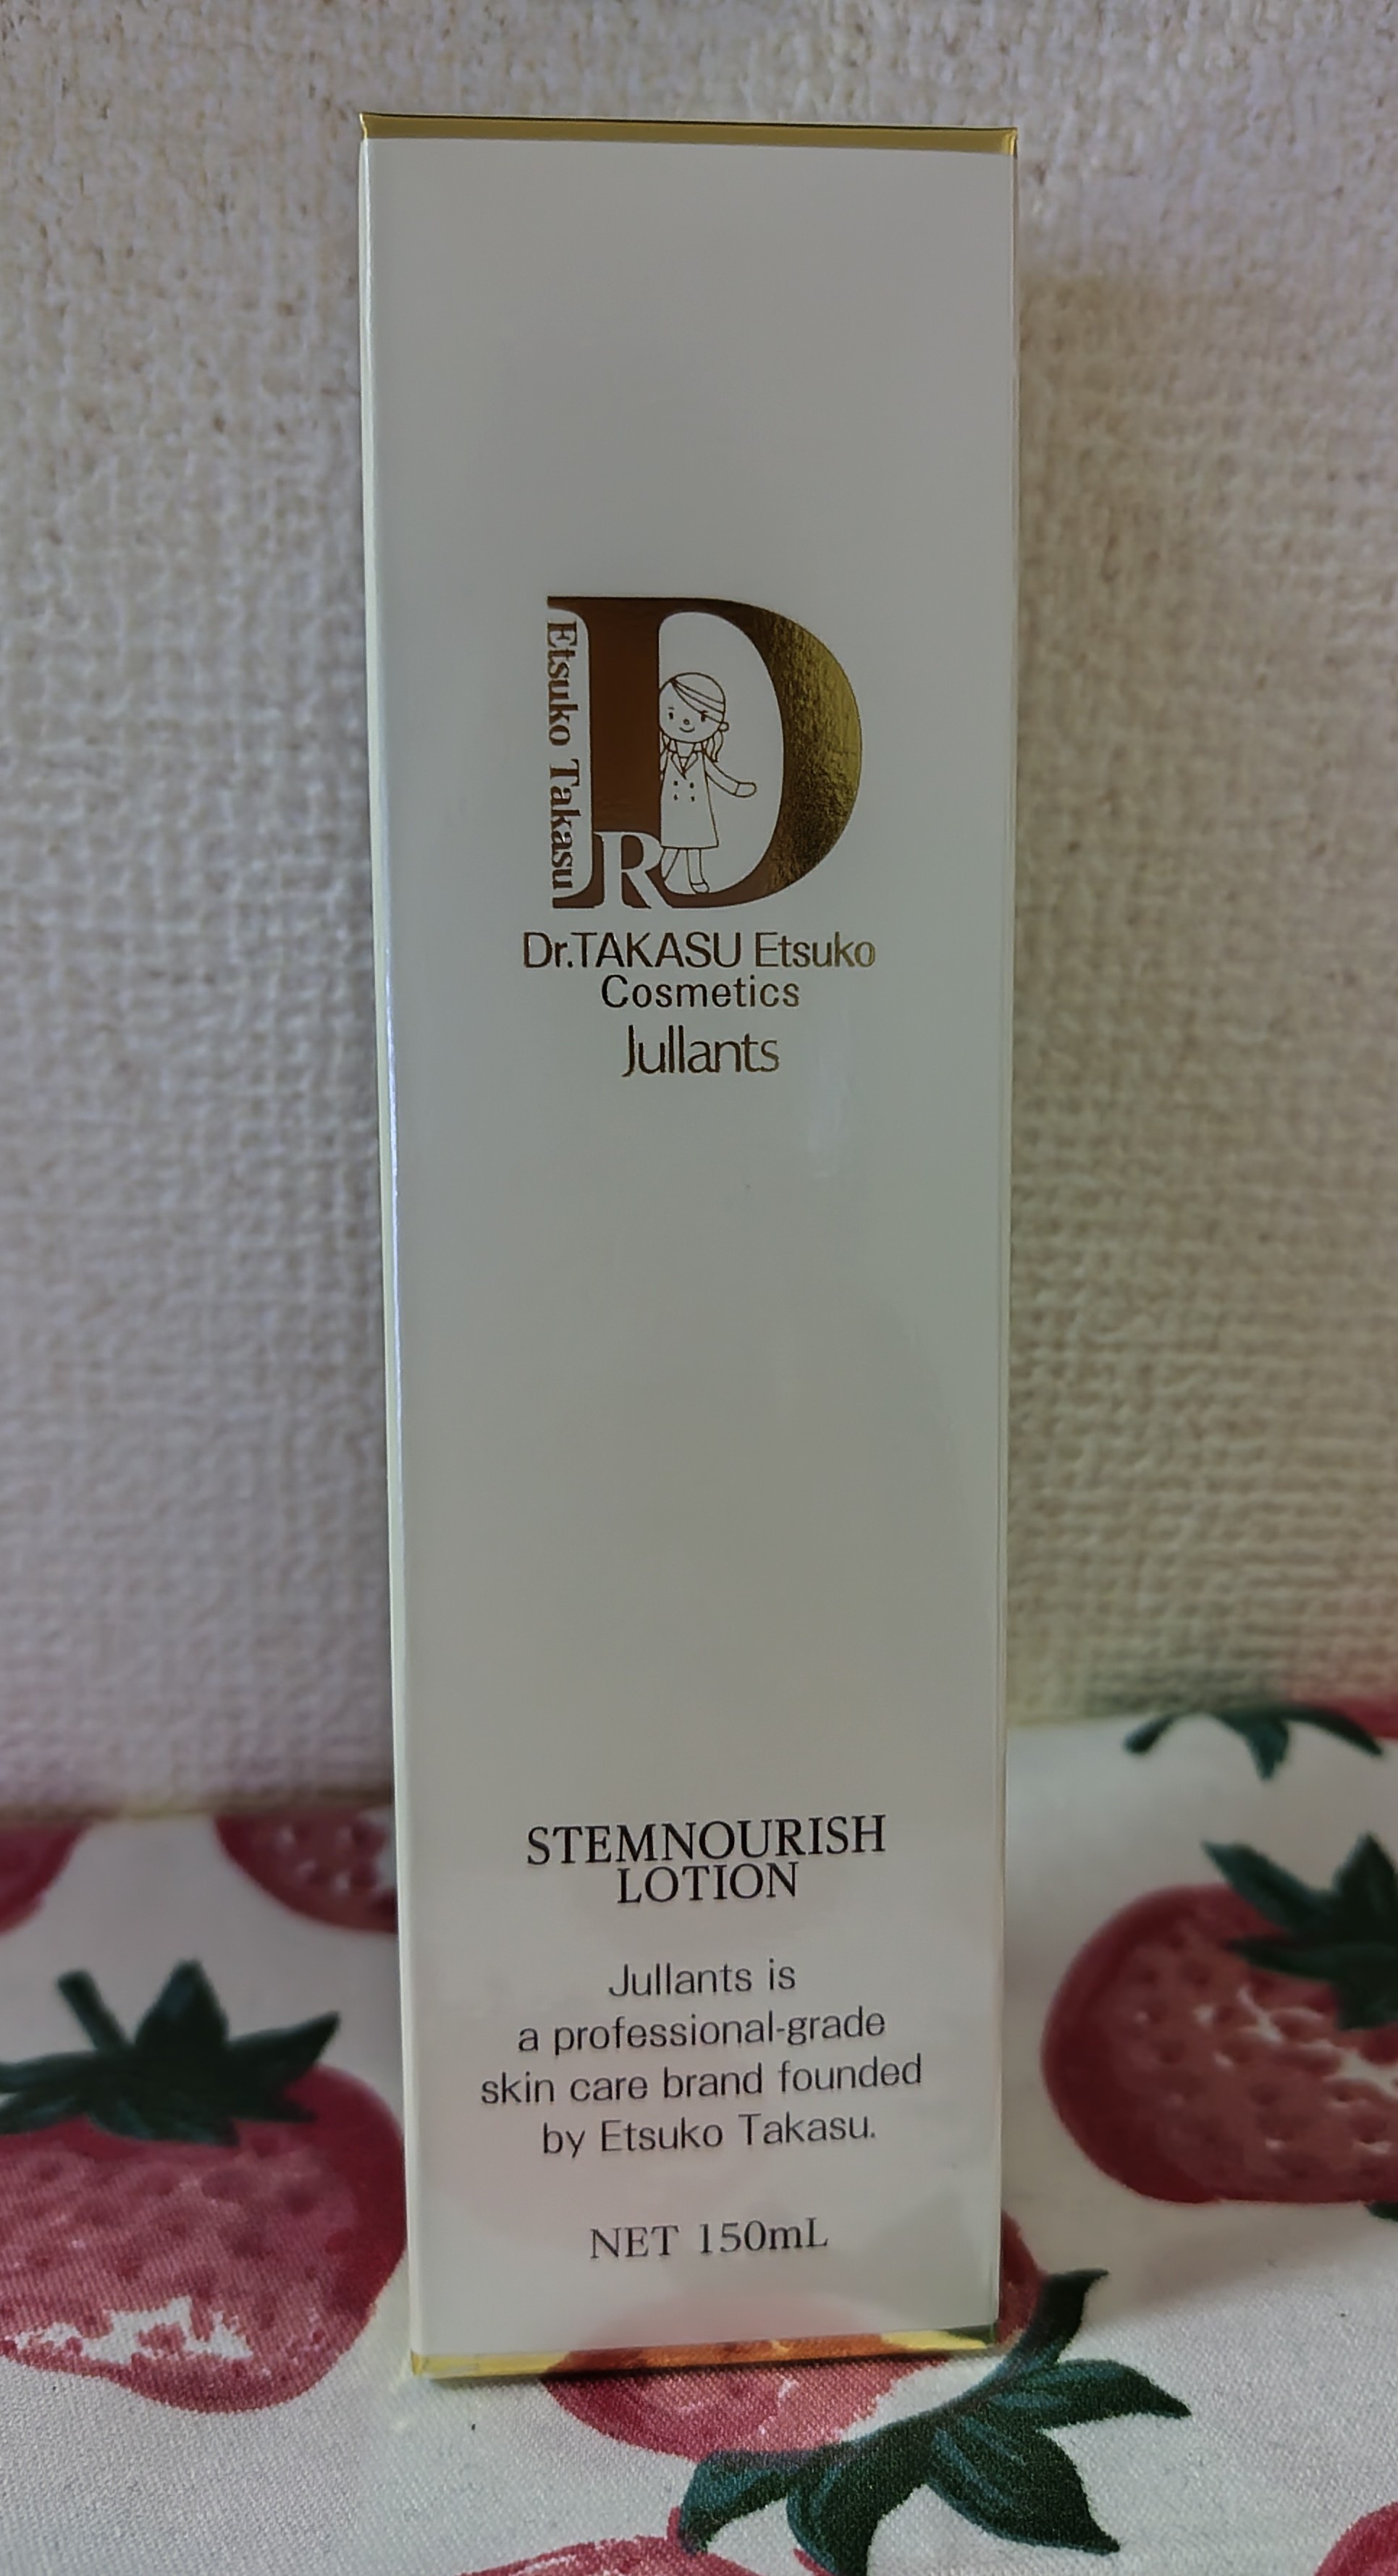 Etsuko Takasu
DR
Dr.TAKASU Etsuko
Cosmetics
Jullants
STEMNOURISH
LOTION
Jullants is
a professional-grade
skin care brand founded
by Etsuko Takasu.
NET 150mL